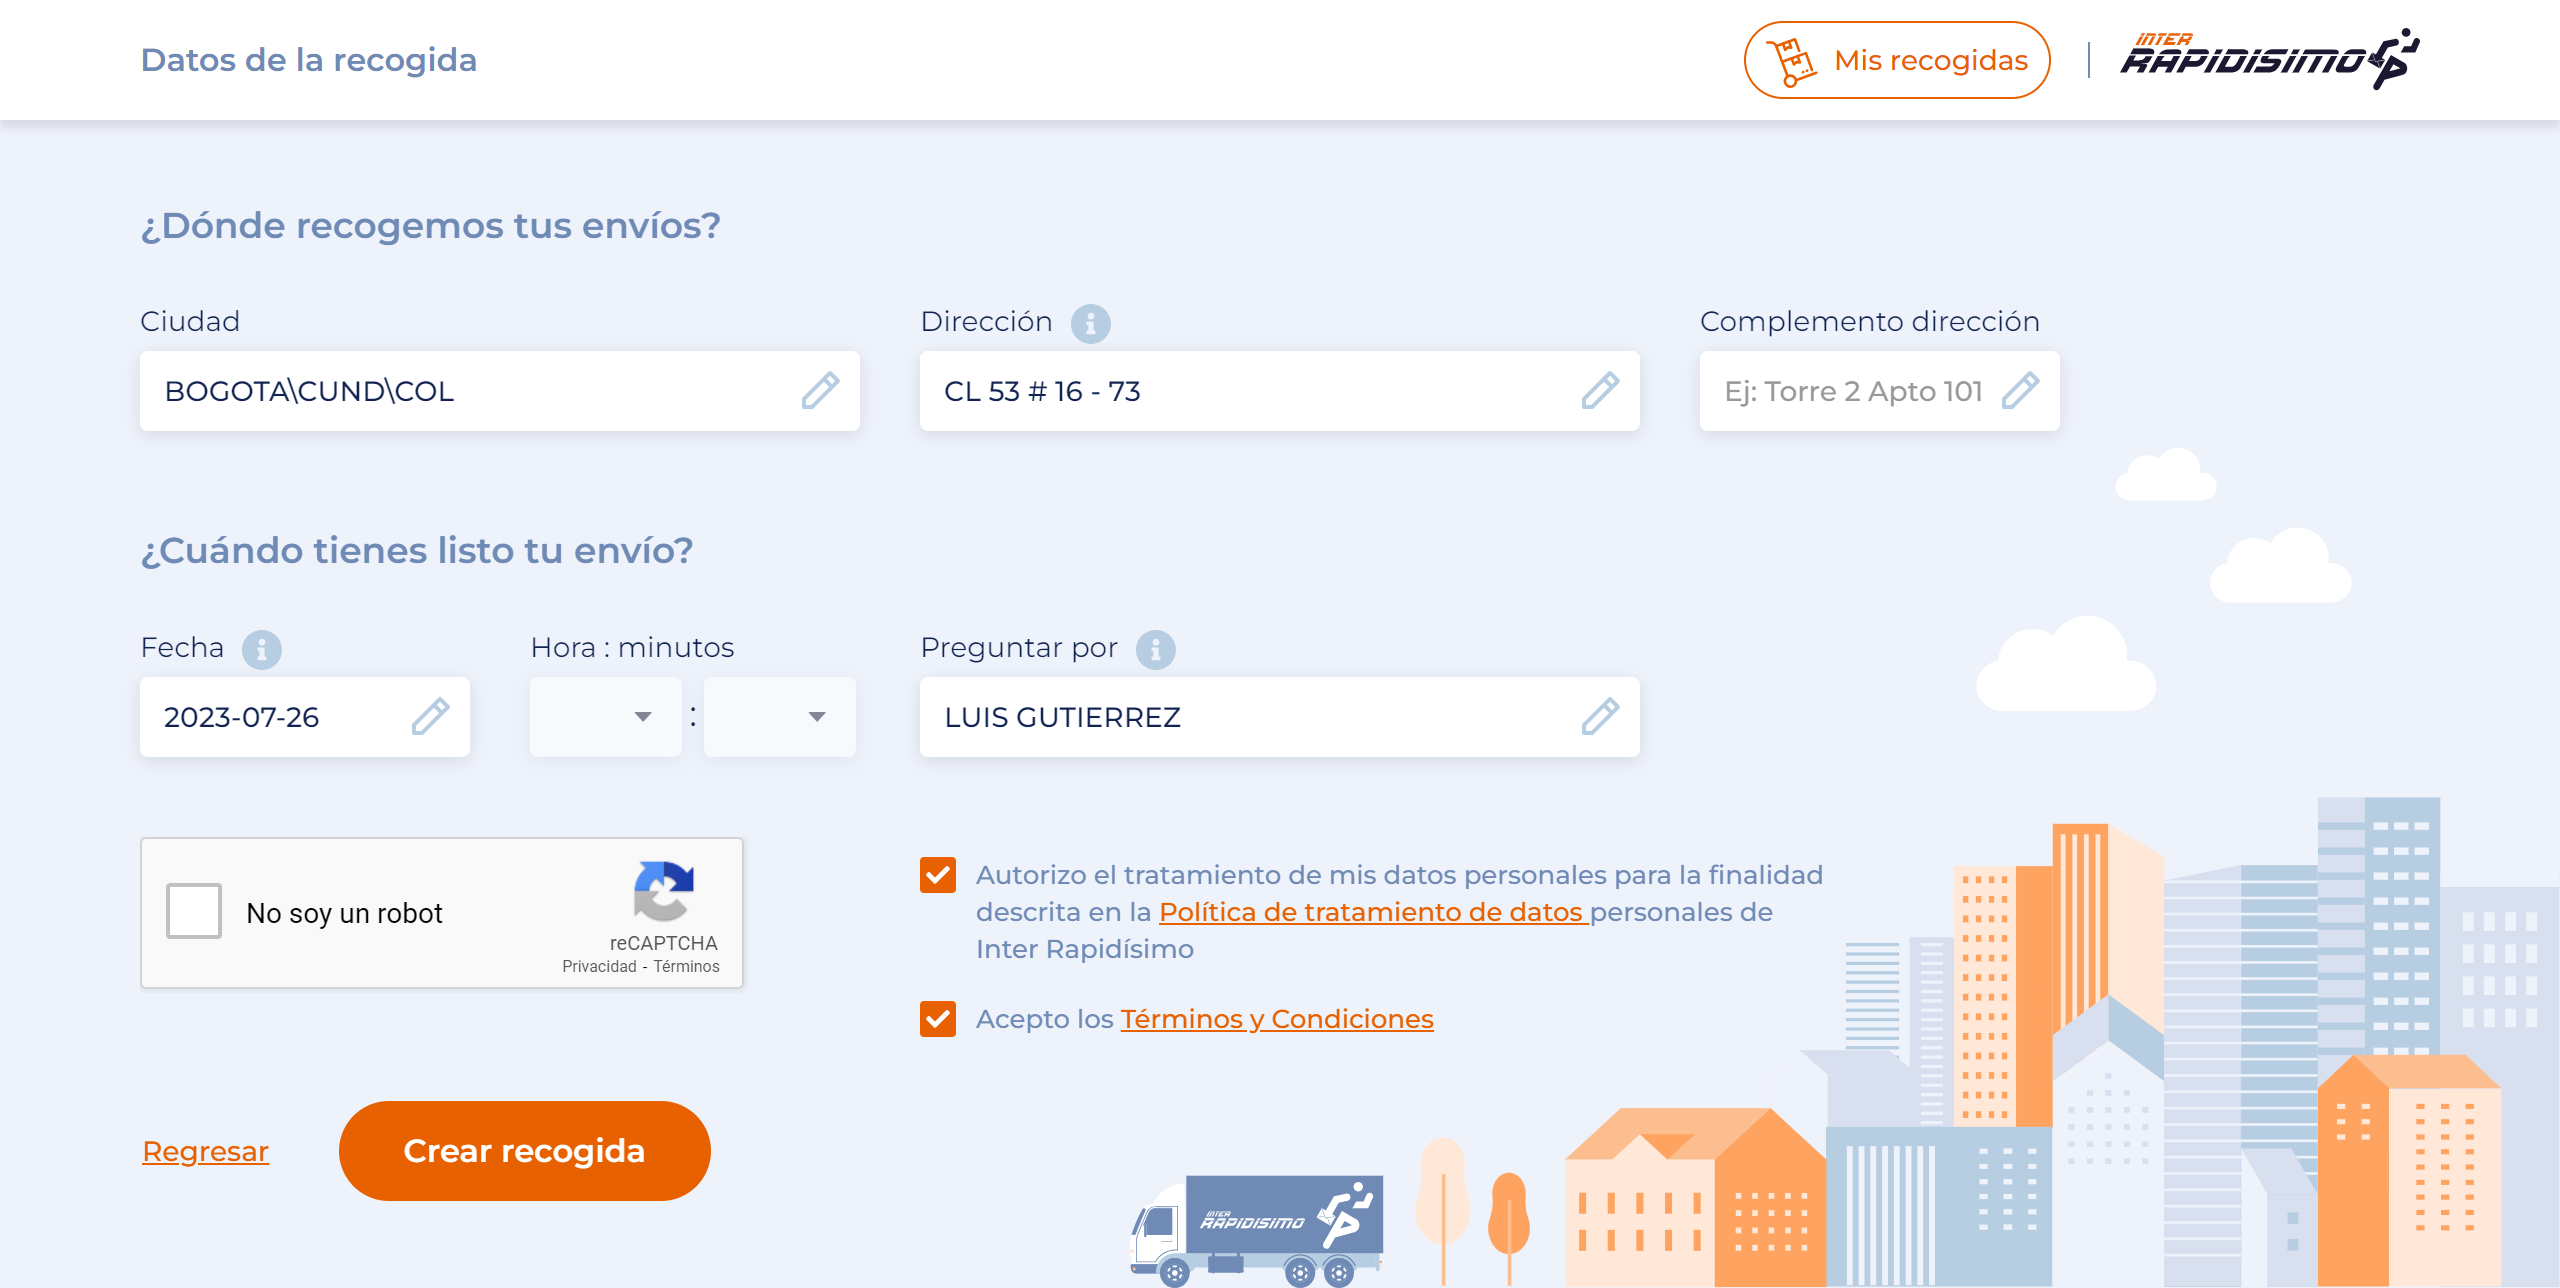 Datos de la recogida
Mis recogidas
INTER
RAPIDISIMO
¿Dónde recogemos tus envíos?
Ciudad
Dirección
Complemento dirección
BOGOTA\CUND\COL
CL 53 # 16 - 73
Ej: Torre 2 Apto 101
¿Cuándo tienes listo tu envío?
Fecha
Hora : minutos
Preguntar por
2023-07-26
:
LUIS GUTIERREZ
No soy un robot
reCAPTCHA
Privacidad - Términos
Autorizo el tratamiento de mis datos personales para la finalidad
descrita en la Política de tratamiento de datos personales de
Inter Rapidísimo
Acepto los Términos y Condiciones
Regresar
Crear recogida
INTER
RAPIDISIMO